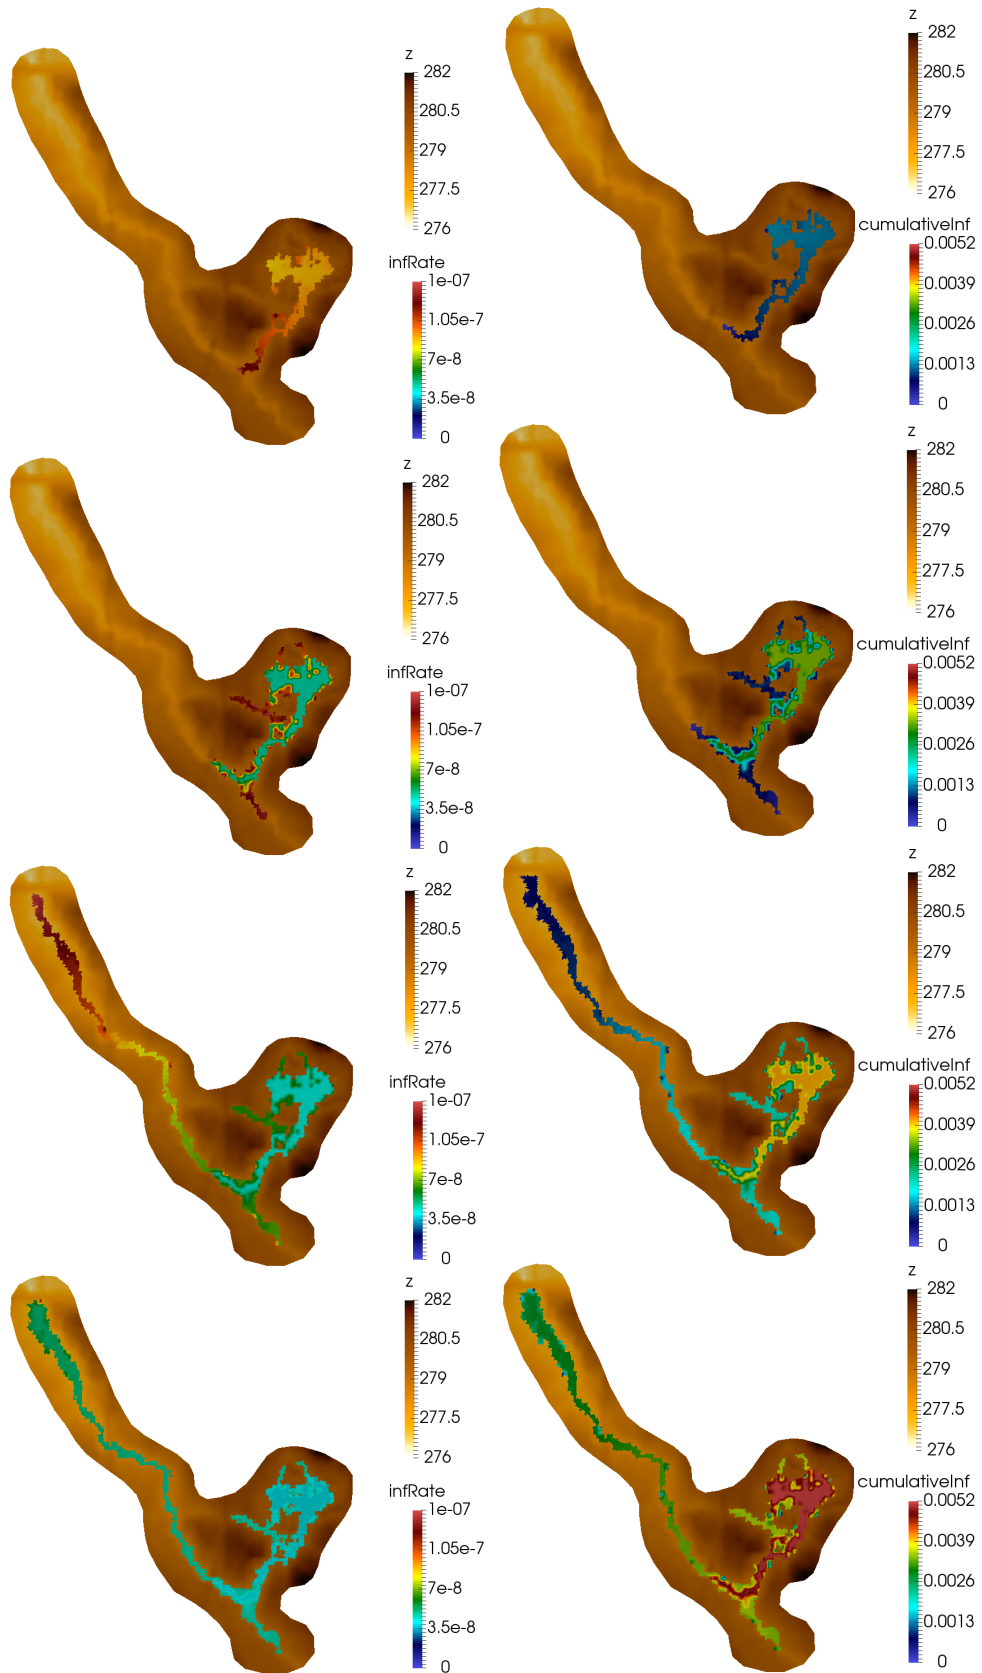 z
282
280.5
279
277.5
276
infRate
1e-07
1.05e-7
7e-8
3.5e-8
0
z
282
280.5
279
277.5
276
cumulativeInf
0.0052
0.0039
0.0026
0.0013
0
z
282
280.5
279
277.5
276
infRate
1e-07
1.05e-7
7e-8
3.5e-8
0
z
282
280.5
279
277.5
276
cumulativeInf
0.0052
0.0039
0.0026
0.0013
0
z
282
280.5
279
277.5
276
infRate
1e-07
1.05e-7
7e-8
3.5e-8
0
z
282
280.5
279
277.5
276
cumulativeInf
0.0052
0.0039
0.0026
0.0013
0
z
282
280.5
279
277.5
276
infRate
1e-07
1.05e-7
7e-8
3.5e-8
0
z
282
280.5
279
277.5
276
cumulativeInf
0.0052
0.0039
0.0026
0.0013
0